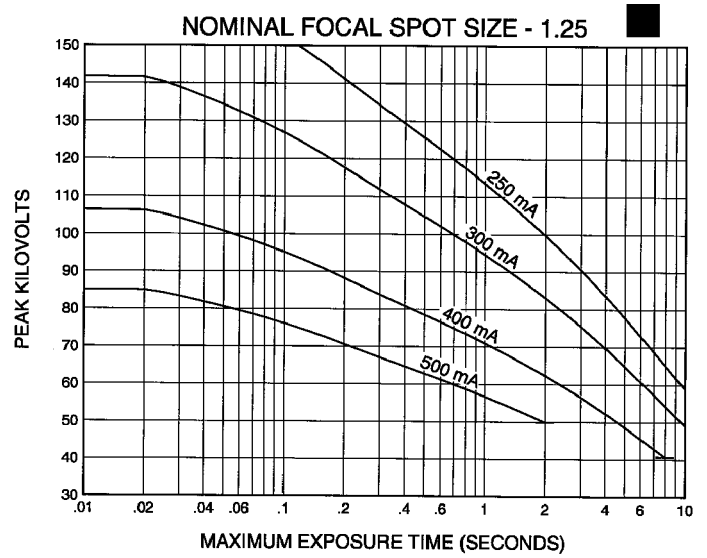 NOMINAL FOCAL SPOT SIZE - 1.25
150
140
130
120
110
100
90
80
70
60
50
40
30
PEAK KILOVOLTS
250 mA
300 mA
400 mA
500 mA
.01 .02 .04 .06 .1 .2 .4 .6 1 2 4 6 10
MAXIMUM EXPOSURE TIME (SECONDS)